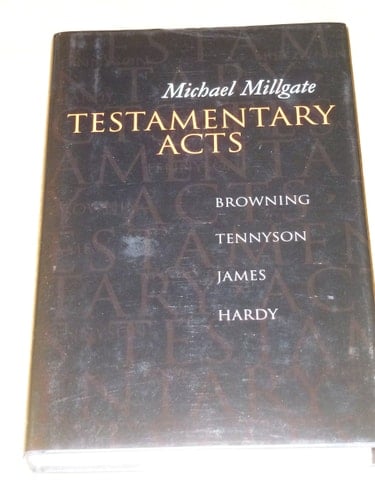 Michael Millgate
TESTAMENTARY
ACTS
BROWNING
TENNYSON
JAMES
HARDY